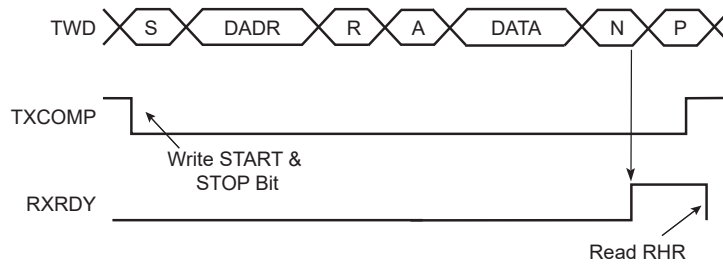 TWD S DADR R A DATA N P
TXCOMP
Write START &
STOP Bit
RXRDY
Read RHR